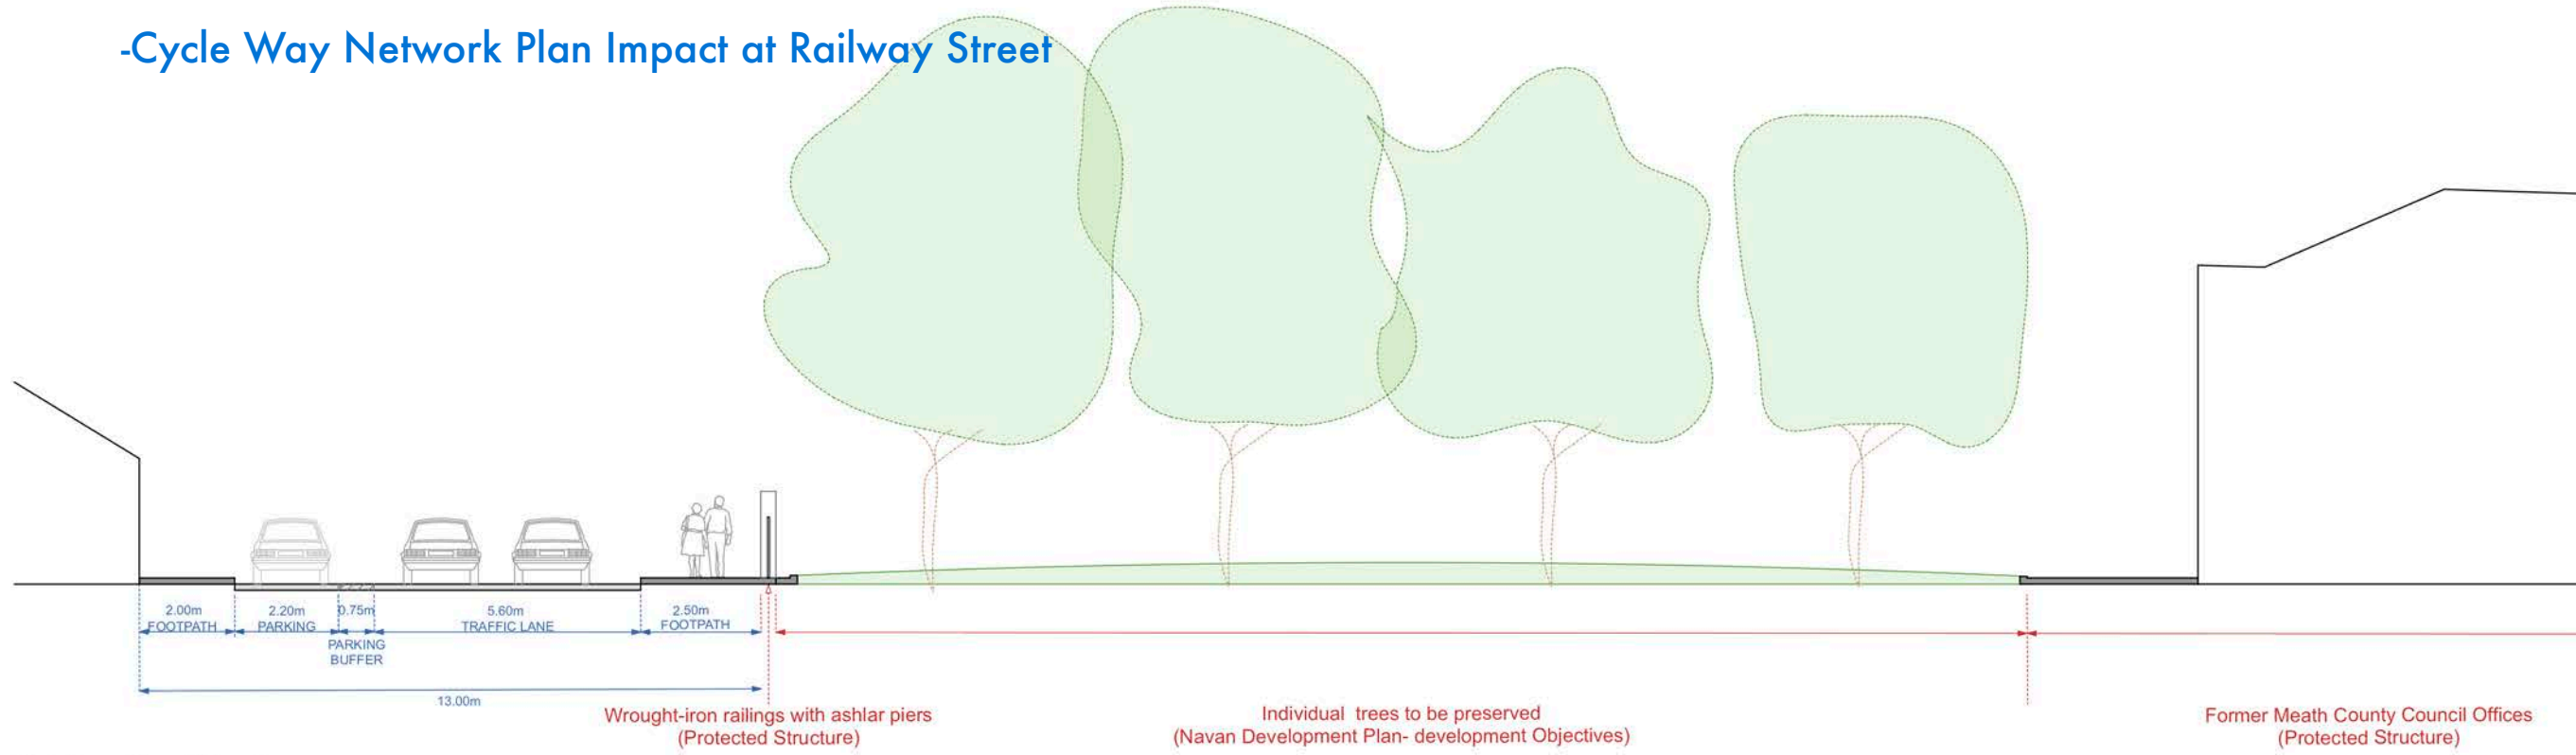 -Cycle Way Network Plan Impact at Railway Street
2.00m
FOOTPATH
2.20m
PARKING
0.75m
PARKING
BUFFER
5.60m
TRAFFIC LANE
2.50m
FOOTPATH
13.00m
Wrought-iron railings with ashlar piers
(Protected Structure)
Individual trees to be preserved
(Navan Development Plan- development Objectives)
Former Meath County Council Offices
(Protected Structure)